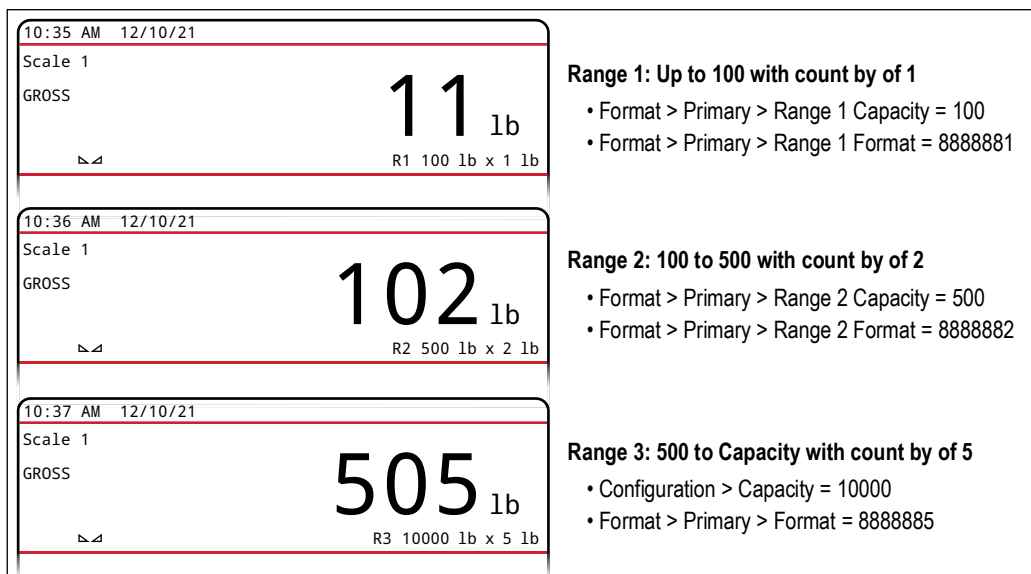 10:35 AM 12/10/21
Scale 1
GROSS
11 lb
R1 100 lb x 1 lb
Range 1: Up to 100 with count by of 1
• Format > Primary > Range 1 Capacity = 100
• Format > Primary > Range 1 Format = 8888881
10:36 AM 12/10/21
Scale 1
GROSS
102 lb
R2 500 lb x 2 lb
Range 2: 100 to 500 with count by of 2
• Format > Primary > Range 2 Capacity = 500
• Format > Primary > Range 2 Format = 8888882
10:37 AM 12/10/21
Scale 1
GROSS
505 lb
R3 10000 lb x 5 lb
Range 3: 500 to Capacity with count by of 5
• Configuration > Capacity = 10000
• Format > Primary > Format = 8888885